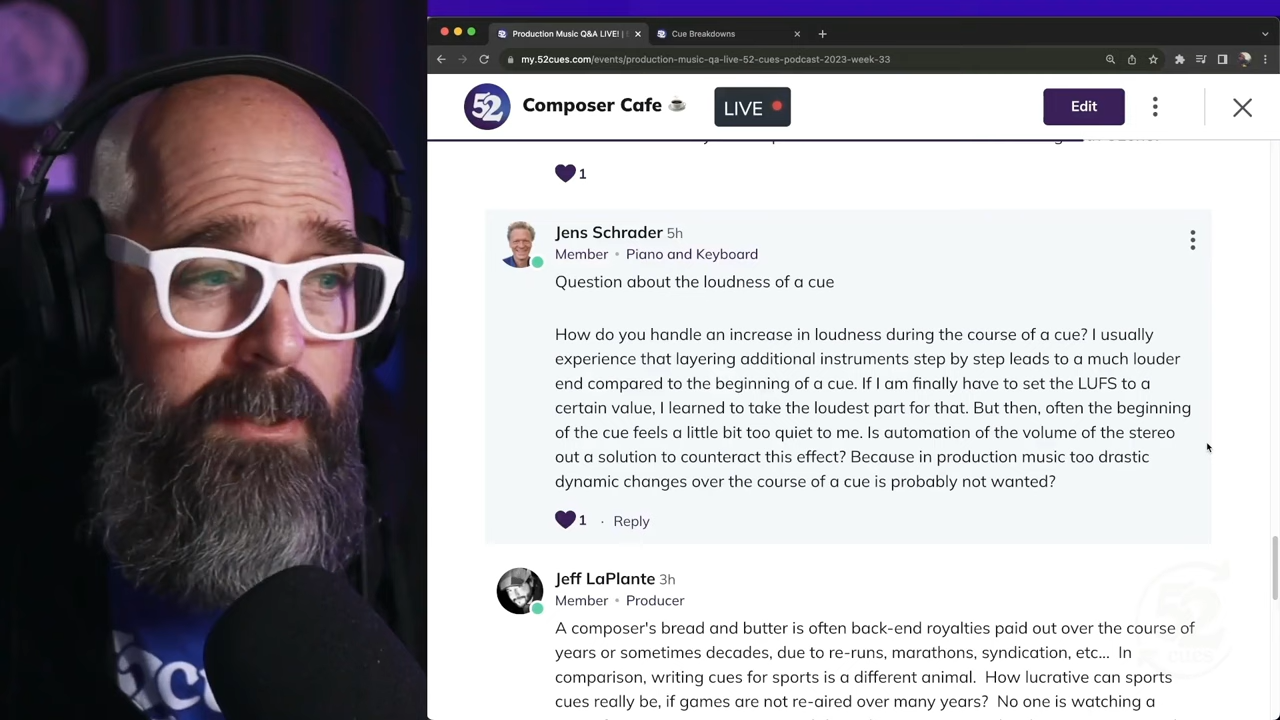 Production Music Q&A LIVE! |
Cue Breakdowns
my.52cues.com/events/production-music-qa-live-52-cues-podcast-2023-week-33
52
Composer Cafe ☕
LIVE
Edit
1
Jens Schrader 5h
Member • Piano and Keyboard
Question about the loudness of a cue
How do you handle an increase in loudness during the course of a cue? I usually
experience that layering additional instruments step by step leads to a much louder
end compared to the beginning of a cue. If I am finally have to set the LUFS to a
certain value, I learned to take the loudest part for that. But then, often the beginning
of the cue feels a little bit too quiet to me. Is automation of the volume of the stereo
out a solution to counteract this effect? Because in production music too drastic
dynamic changes over the course of a cue is probably not wanted?
1 · Reply
Jeff LaPlante 3h
Member • Producer
A composer's bread and butter is often back-end royalties paid out over the course of
years or sometimes decades, due to re-runs, marathons, syndication, etc... In
comparison, writing cues for sports is a different animal. How lucrative can sports
cues really be, if games are not re-aired over many years? No one is watching a
52
cues